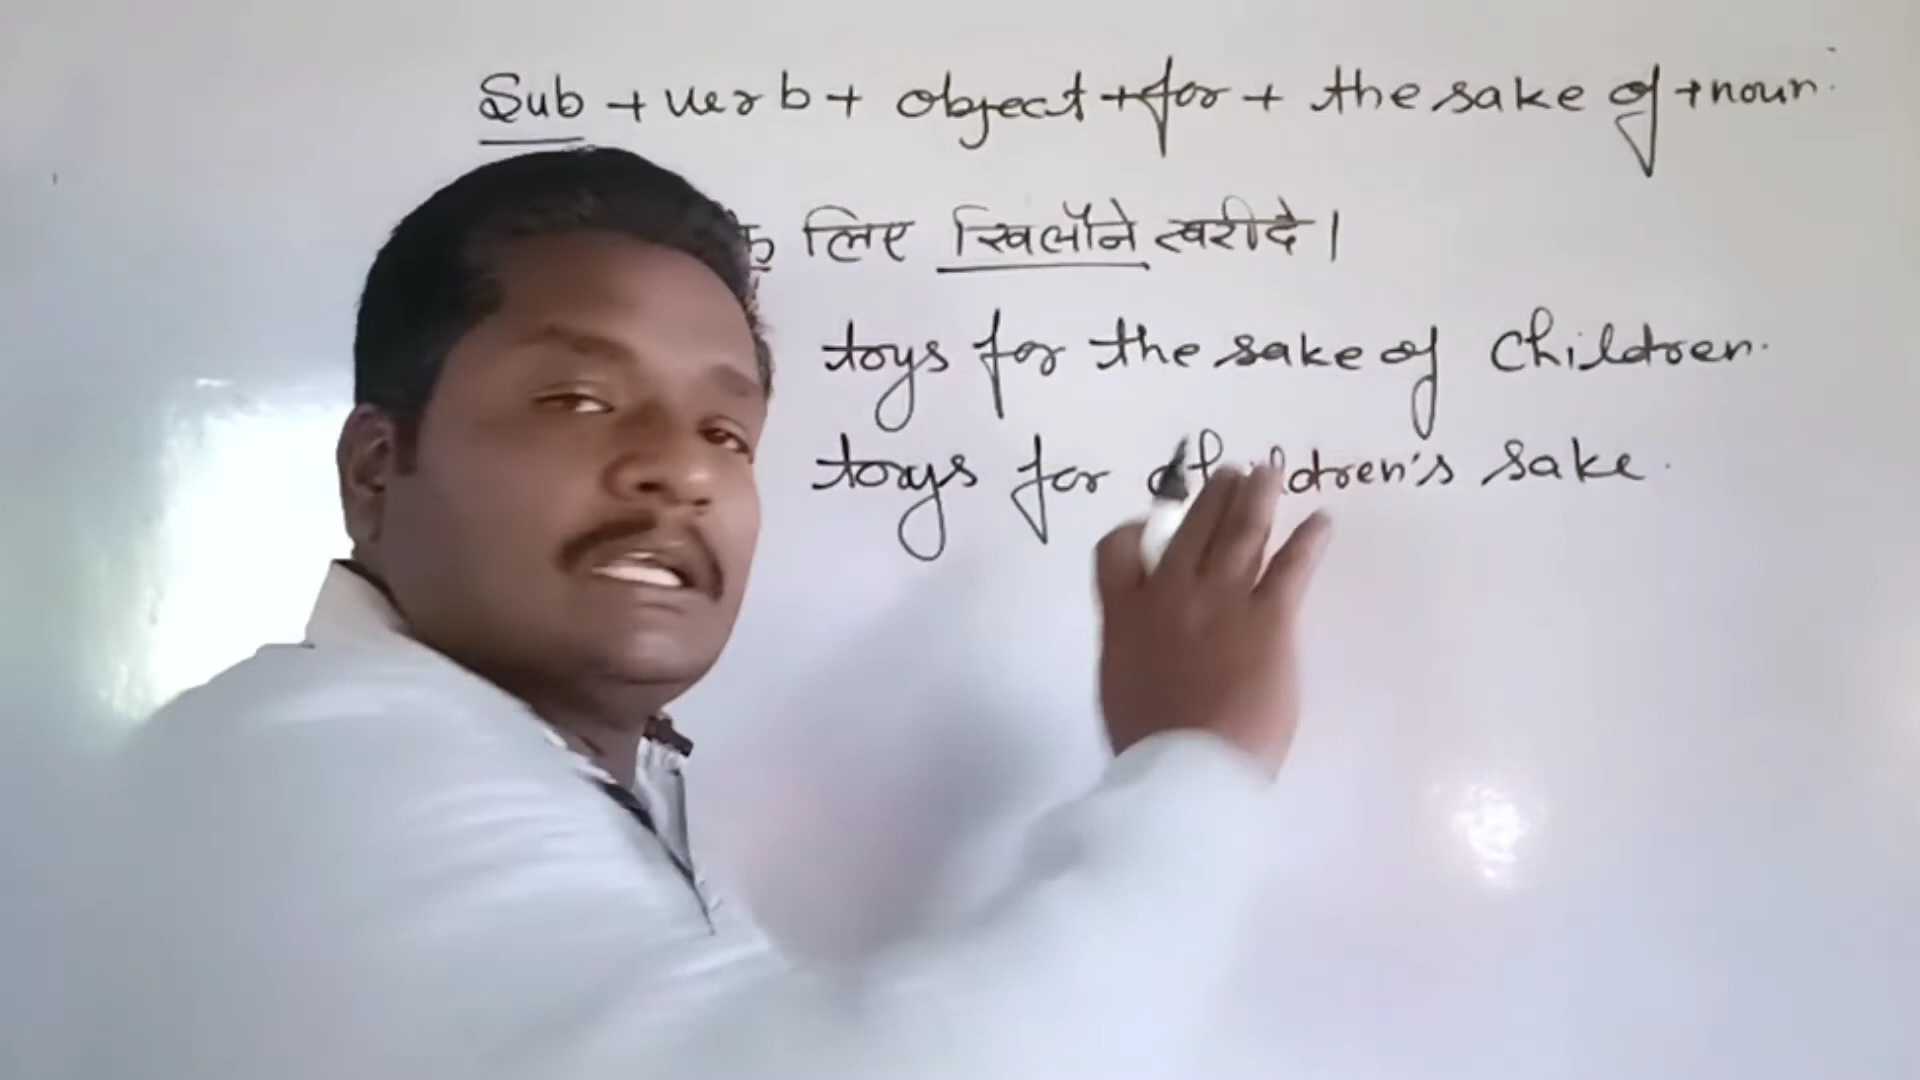 Sub + verb + object + for + the sake of + noun.
के लिए खिलौने खरीदे।
toys for the sake of children.
toys for children's sake.